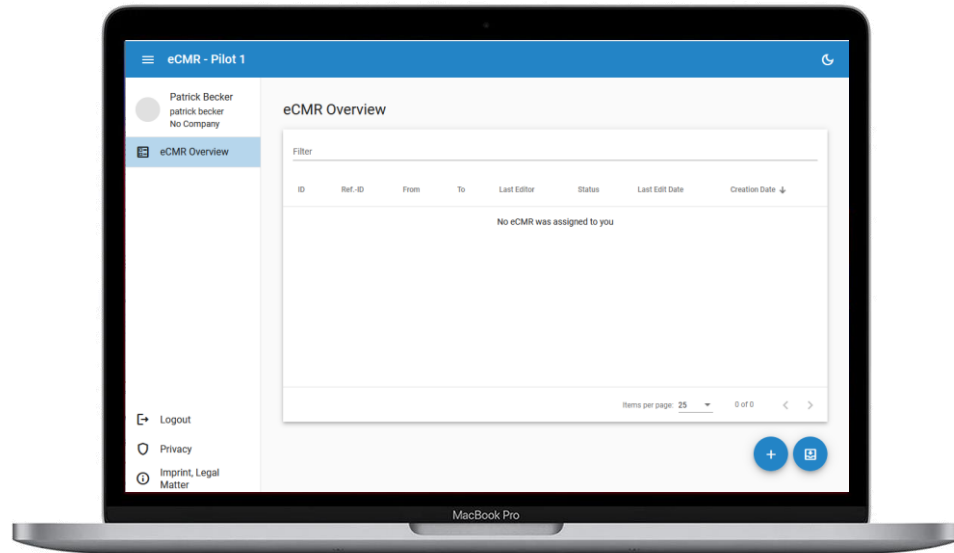 eCMR - Pilot 1
Patrick Becker
patrick becker
No Company
eCMR Overview
eCMR Overview
Filter
ID Ref.-ID From To Last Editor Status Last Edit Date Creation Date
No eCMR was assigned to you
Items per page: 25 0 of 0
Logout
Privacy
Imprint, Legal
Matter
MacBook Pro